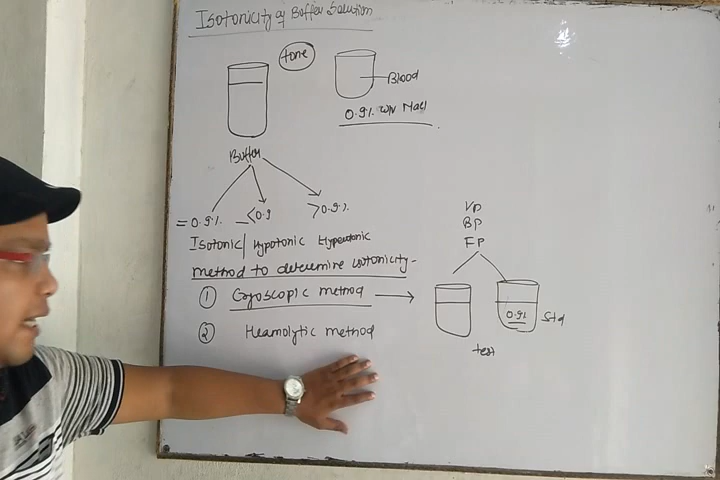 Isotonicity of Buffer Solution
tone
Blood
0.9% w/v Nacl
Buffer
= 0.9%. <0.9 >0.9%.
Isotonic / Hypotonic Hypertonic
method to determine isotonicity-
① Cryoscopic method
② Heamolytic method
VP
BP
FP
0.9%
Std
test